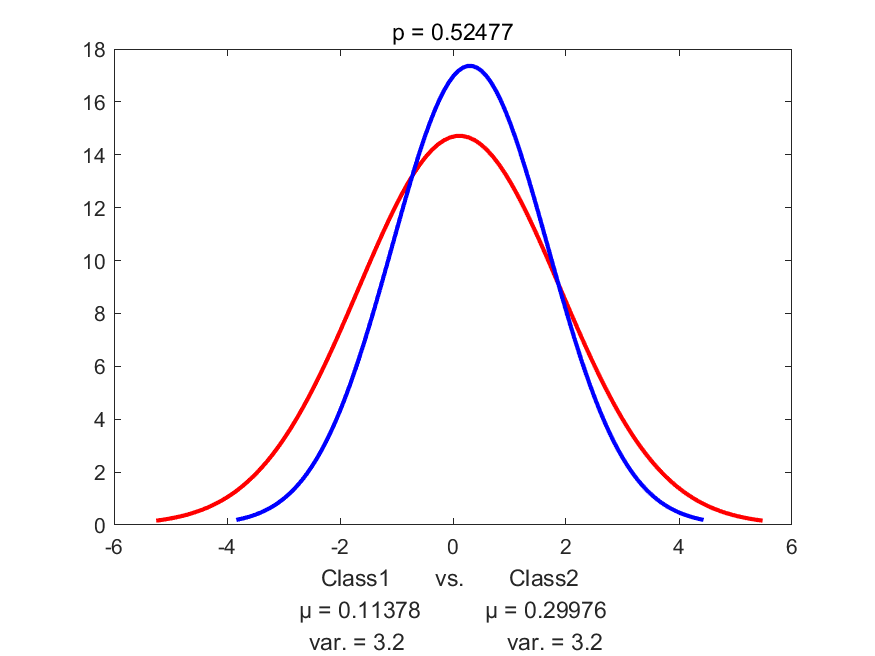 p = 0.52477
18
16
14
12
10
8
6
4
2
0
-6 -4 -2 0 2 4 6
Class1 vs. Class2
μ = 0.11378 μ = 0.29976
var. = 3.2 var. = 3.2